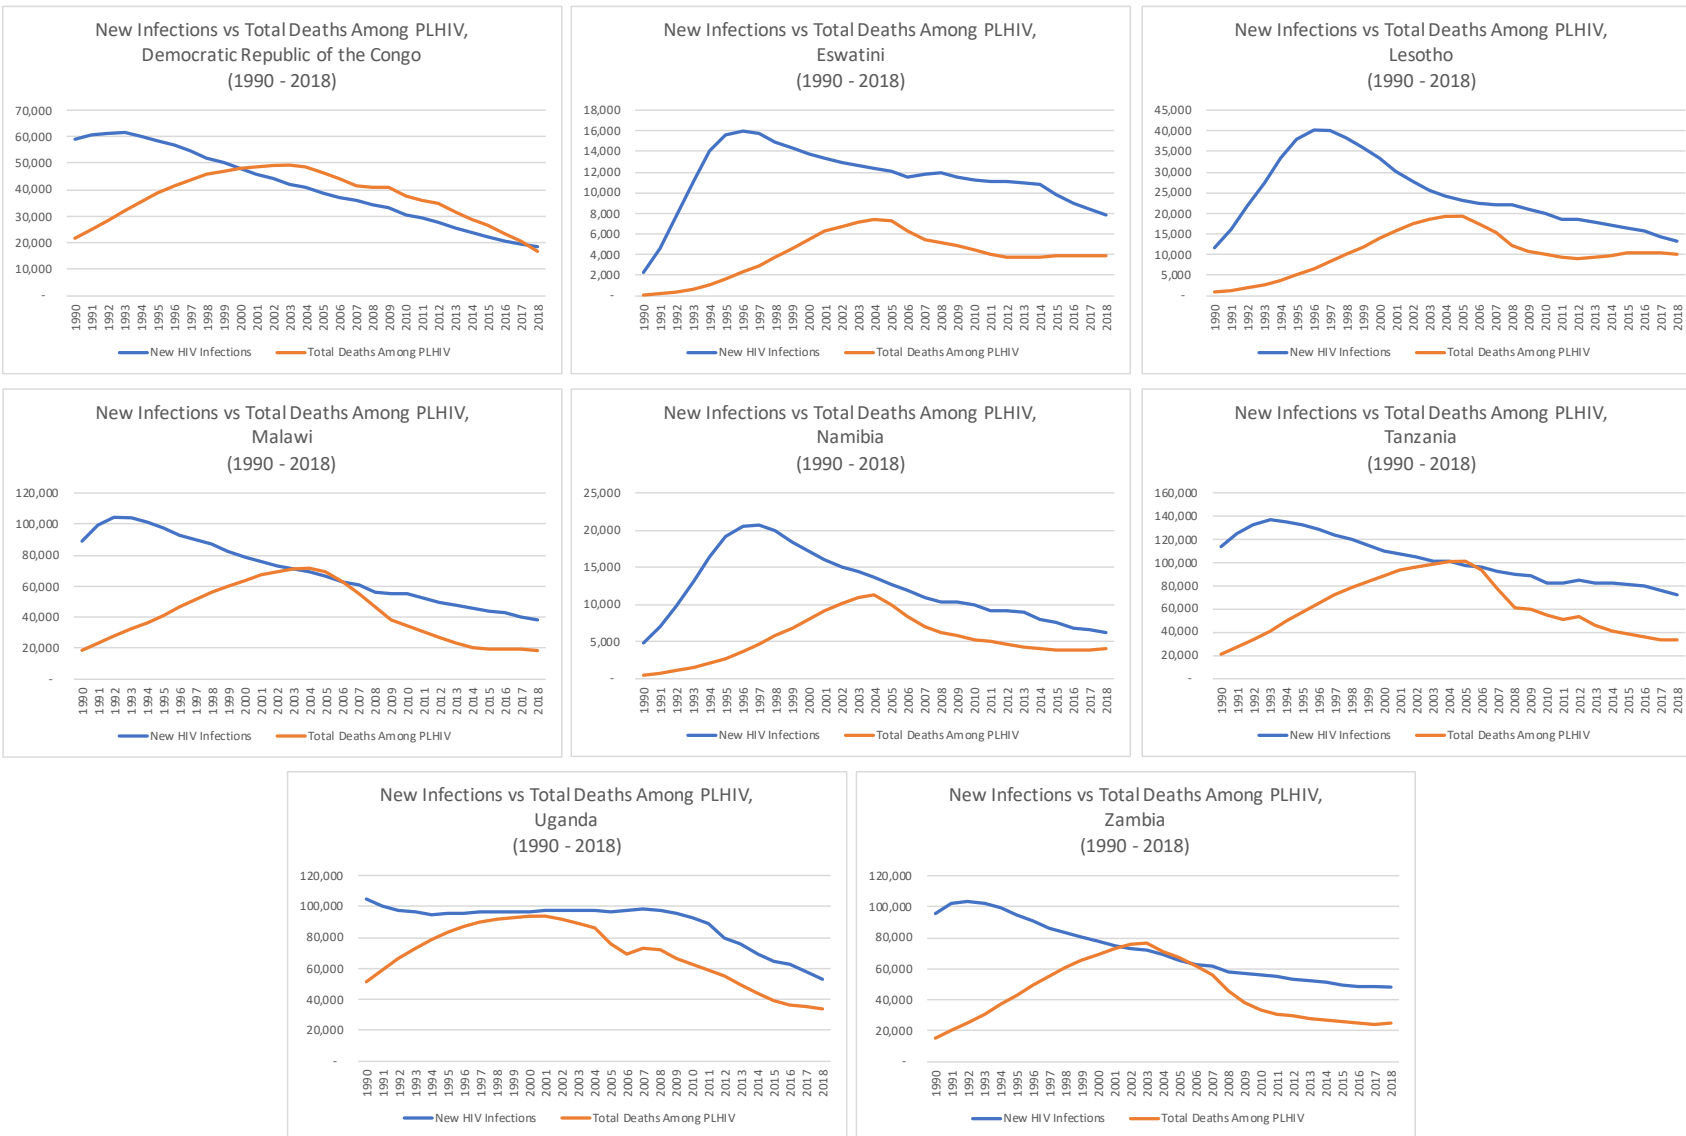 New Infections vs Total Deaths Among PLHIV,
Democratic Republic of the Congo
(1990 - 2018)
70,000
60,000
50,000
40,000
30,000
20,000
10,000
-
1990 1991 1992 1993 1994 1995 1996 1997 1998 1999 2000 2001 2002 2003 2004 2005 2006 2007 2008 2009 2010 2011 2012 2013 2014 2015 2016 2017 2018
New HIV Infections Total Deaths Among PLHIV
New Infections vs Total Deaths Among PLHIV,
Eswatini
(1990 - 2018)
18,000
16,000
14,000
12,000
10,000
8,000
6,000
4,000
2,000
-
1990 1991 1992 1993 1994 1995 1996 1997 1998 1999 2000 2001 2002 2003 2004 2005 2006 2007 2008 2009 2010 2011 2012 2013 2014 2015 2016 2017 2018
New HIV Infections Total Deaths Among PLHIV
New Infections vs Total Deaths Among PLHIV,
Lesotho
(1990 - 2018)
45,000
40,000
35,000
30,000
25,000
20,000
15,000
10,000
5,000
-
1990 1991 1992 1993 1994 1995 1996 1997 1998 1999 2000 2001 2002 2003 2004 2005 2006 2007 2008 2009 2010 2011 2012 2013 2014 2015 2016 2017 2018
New HIV Infections Total Deaths Among PLHIV
New Infections vs Total Deaths Among PLHIV,
Malawi
(1990 - 2018)
120,000
100,000
80,000
60,000
40,000
20,000
-
1990 1991 1992 1993 1994 1995 1996 1997 1998 1999 2000 2001 2002 2003 2004 2005 2006 2007 2008 2009 2010 2011 2012 2013 2014 2015 2016 2017 2018
New HIV Infections Total Deaths Among PLHIV
New Infections vs Total Deaths Among PLHIV,
Namibia
(1990 - 2018)
25,000
20,000
15,000
10,000
5,000
-
1990 1991 1992 1993 1994 1995 1996 1997 1998 1999 2000 2001 2002 2003 2004 2005 2006 2007 2008 2009 2010 2011 2012 2013 2014 2015 2016 2017 2018
New HIV Infections Total Deaths Among PLHIV
New Infections vs Total Deaths Among PLHIV,
Tanzania
(1990 - 2018)
160,000
140,000
120,000
100,000
80,000
60,000
40,000
20,000
-
1990 1991 1992 1993 1994 1995 1996 1997 1998 1999 2000 2001 2002 2003 2004 2005 2006 2007 2008 2009 2010 2011 2012 2013 2014 2015 2016 2017 2018
New HIV Infections Total Deaths Among PLHIV
New Infections vs Total Deaths Among PLHIV,
Uganda
(1990 - 2018)
120,000
100,000
80,000
60,000
40,000
20,000
-
1990 1991 1992 1993 1994 1995 1996 1997 1998 1999 2000 2001 2002 2003 2004 2005 2006 2007 2008 2009 2010 2011 2012 2013 2014 2015 2016 2017 2018
New HIV Infections Total Deaths Among PLHIV
New Infections vs Total Deaths Among PLHIV,
Zambia
(1990 - 2018)
120,000
100,000
80,000
60,000
40,000
20,000
-
1990 1991 1992 1993 1994 1995 1996 1997 1998 1999 2000 2001 2002 2003 2004 2005 2006 2007 2008 2009 2010 2011 2012 2013 2014 2015 2016 2017 2018
New HIV Infections Total Deaths Among PLHIV